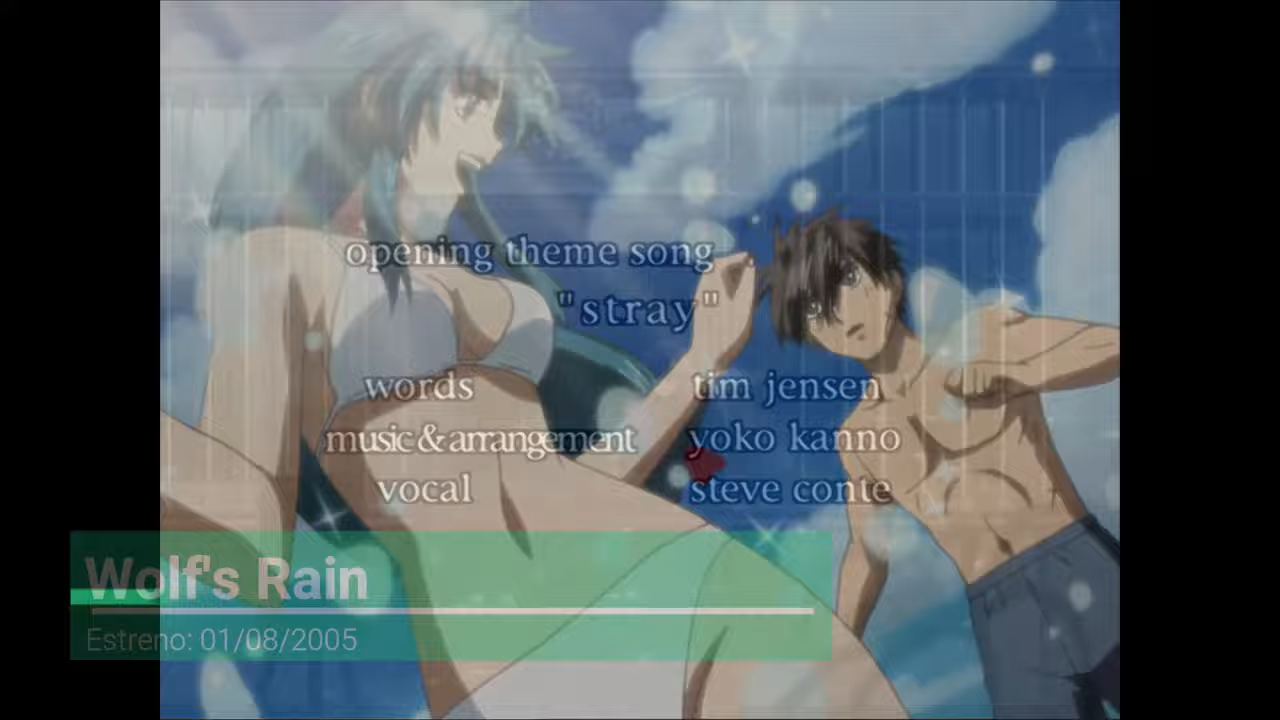 opening theme song
"stray"
words tim jensen
music & arrangement yoko kanno
vocal steve conte
Wolf's Rain
Estreno: 01/08/2005